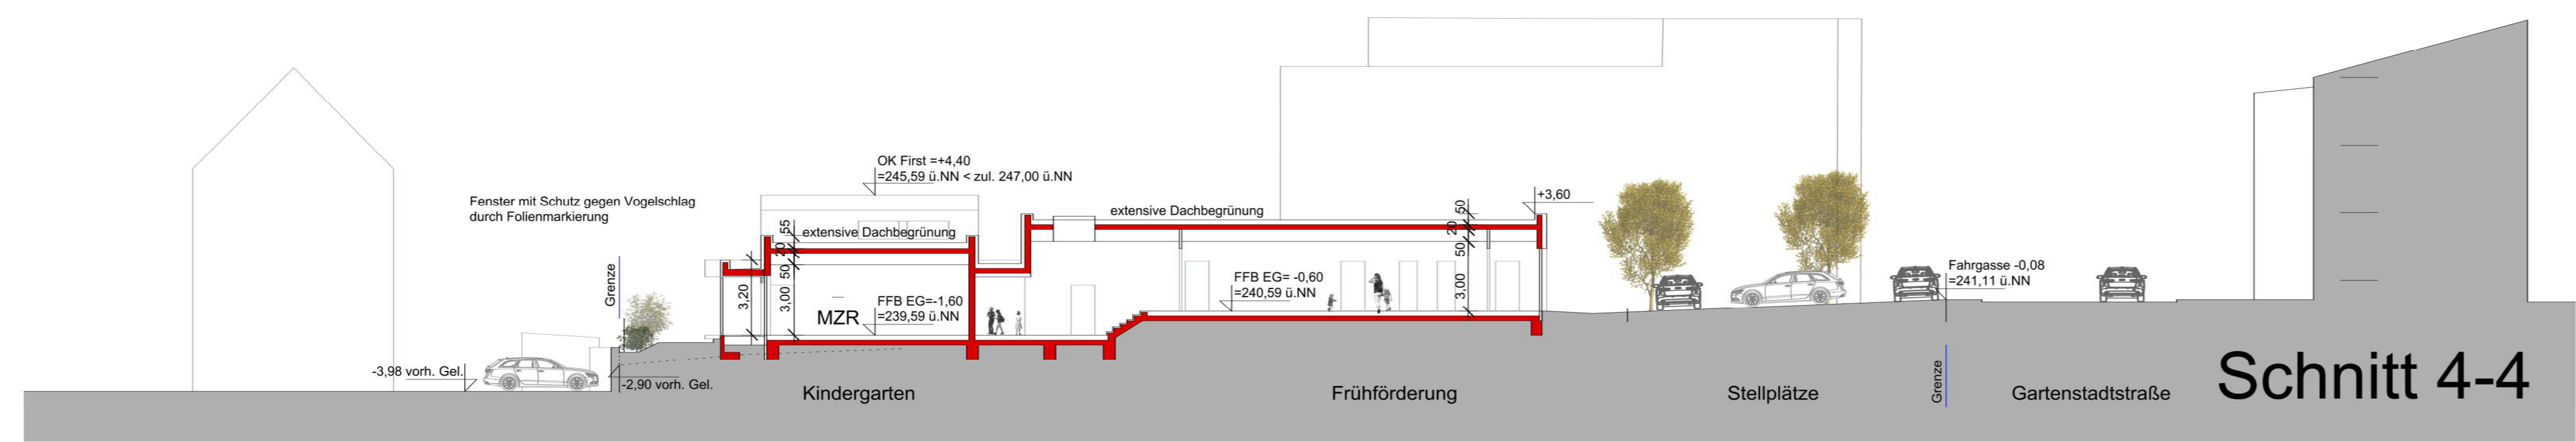 OK First =+4,40
=245,59 ü.NN < zul. 247,00 ü.NN
Fenster mit Schutz gegen Vogelschlag
durch Folienmarkierung
+3,60
extensive Dachbegrünung
extensive Dachbegrünung
55
20
50
3,00
3,20
50
20
50
3,00
Grenze
MZR
FFB EG=-1,60
=239,59 ü.NN
FFB EG= -0,60
=240,59 ü.NN
Fahrgasse -0,08
=241,11 ü.NN
-3,98 vorh. Gel.
-2,90 vorh. Gel.
Kindergarten
Frühförderung
Stellplätze
Grenze
Gartenstadtstraße
Schnitt 4-4